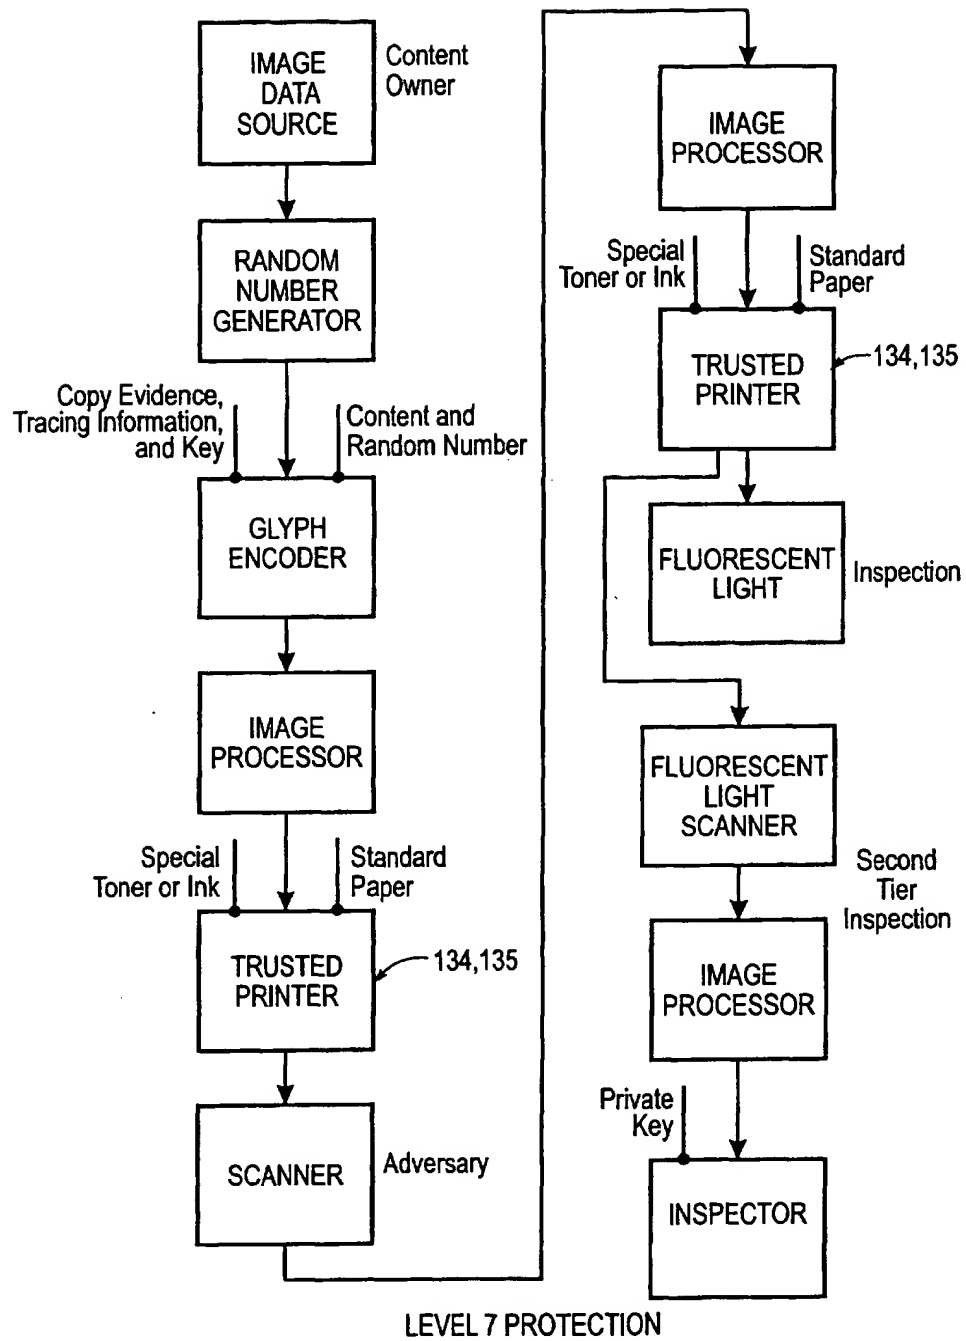 IMAGE
DATA
SOURCE
Content
Owner
RANDOM
NUMBER
GENERATOR
Copy Evidence,
Tracing Information,
and Key
Content and
Random Number
GLYPH
ENCODER
IMAGE
PROCESSOR
Special
Toner or Ink
Standard
Paper
TRUSTED
PRINTER
134,135
SCANNER
Adversary
IMAGE
PROCESSOR
Special
Toner or Ink
Standard
Paper
TRUSTED
PRINTER
134,135
FLUORESCENT
LIGHT
Inspection
FLUORESCENT
LIGHT
SCANNER
Second
Tier
Inspection
IMAGE
PROCESSOR
Private
Key
INSPECTOR
LEVEL 7 PROTECTION